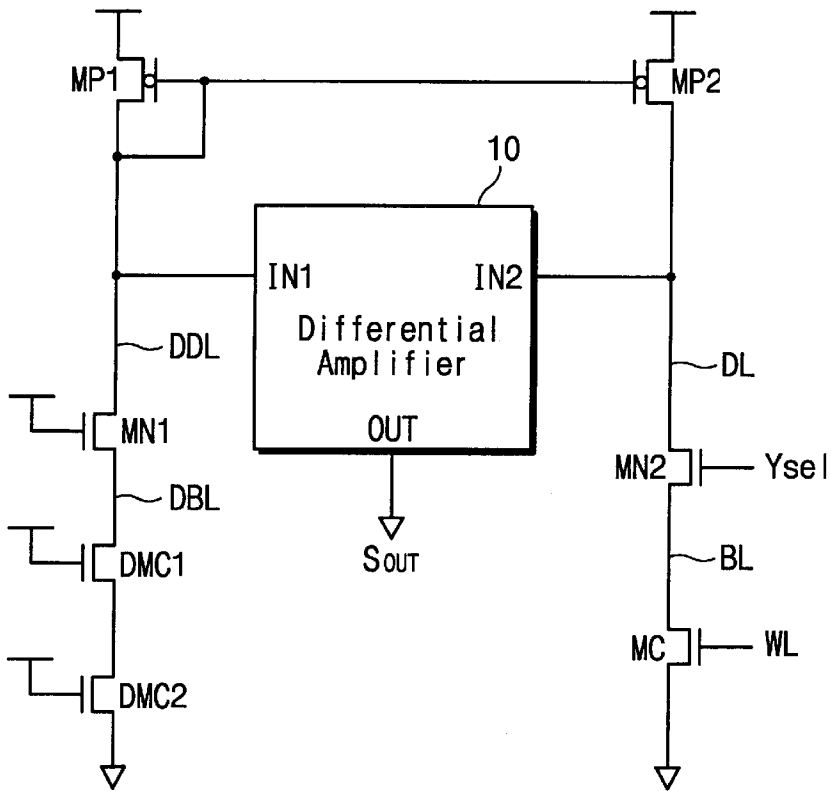 MP1
MP2
10
IN1
IN2
Differential
Amplifier
OUT
DDL
DL
MN1
MN2
Ysel
DBL
SOUT
BL
DMC1
MC
WL
DMC2